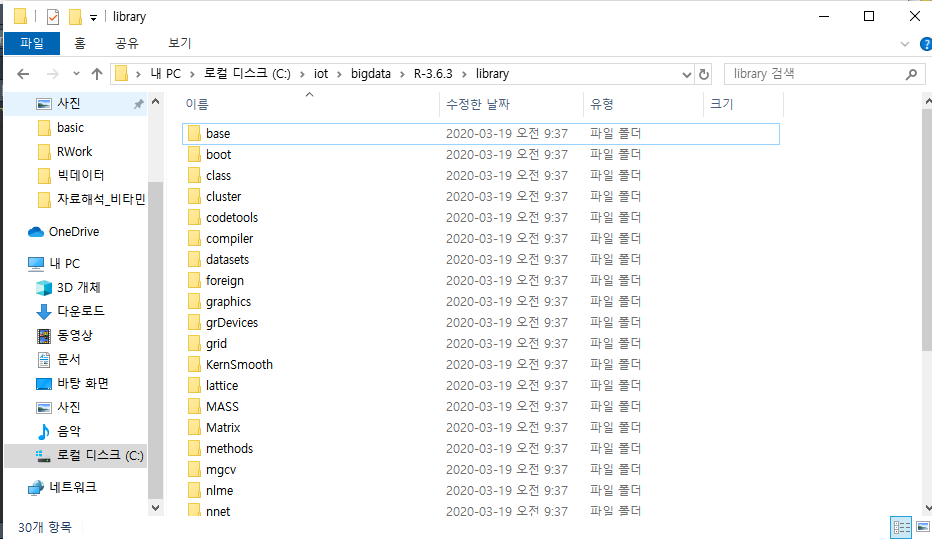 library
파일 홈 공유 보기
내 PC 로컬 디스크 (C:) iot bigdata R-3.6.3 library library 검색
이름 수정한 날짜 유형 크기
사진
basic
RWork
빅데이터
자료해석_비타민
OneDrive
내 PC
3D 개체
다운로드
동영상
문서
바탕 화면
사진
음악
로컬 디스크 (C:)
네트워크
base 2020-03-19 오전 9:37 파일 폴더
boot 2020-03-19 오전 9:37 파일 폴더
class 2020-03-19 오전 9:37 파일 폴더
cluster 2020-03-19 오전 9:37 파일 폴더
codetools 2020-03-19 오전 9:37 파일 폴더
compiler 2020-03-19 오전 9:37 파일 폴더
datasets 2020-03-19 오전 9:37 파일 폴더
foreign 2020-03-19 오전 9:37 파일 폴더
graphics 2020-03-19 오전 9:37 파일 폴더
grDevices 2020-03-19 오전 9:37 파일 폴더
grid 2020-03-19 오전 9:37 파일 폴더
KernSmooth 2020-03-19 오전 9:37 파일 폴더
lattice 2020-03-19 오전 9:37 파일 폴더
MASS 2020-03-19 오전 9:37 파일 폴더
Matrix 2020-03-19 오전 9:37 파일 폴더
methods 2020-03-19 오전 9:37 파일 폴더
mgcv 2020-03-19 오전 9:37 파일 폴더
nlme 2020-03-19 오전 9:37 파일 폴더
nnet 2020-03-19 오전 9:37 파일 폴더
30개 항목